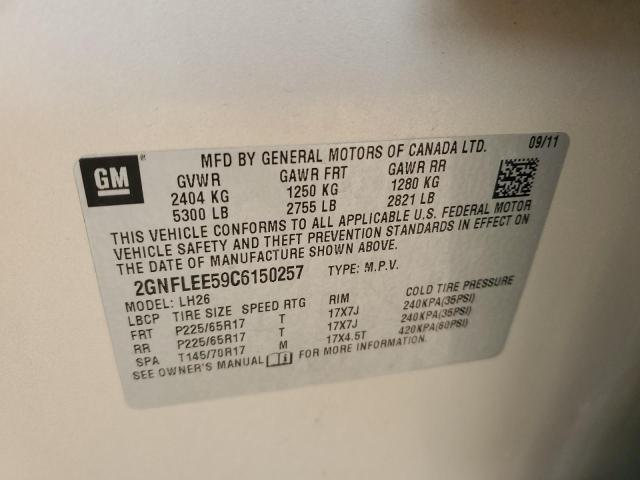 GM
MFD BY GENERAL MOTORS OF CANADA LTD. 09/11
GVWR GAWR FRT GAWR RR
2404 KG 1250 KG 1280 KG
5300 LB 2755 LB 2821 LB
THIS VEHICLE CONFORMS TO ALL APPLICABLE U.S. FEDERAL MOTOR
VEHICLE SAFETY AND THEFT PREVENTION STANDARDS IN EFFECT ON
THE DATE OF MANUFACTURE SHOWN ABOVE.
2GNFLEE59C6150257 TYPE: M.P.V.
MODEL: LH26
LBCP TIRE SIZE SPEED RTG RIM COLD TIRE PRESSURE
FRT P225/65R17 T 17X7J 240KPA(35PSI)
RR P225/65R17 T 17X7J 240KPA(35PSI)
SPA T145/70R17 M 17X4.5T 420KPA(60PSI)
SEE OWNER'S MANUAL FOR MORE INFORMATION.